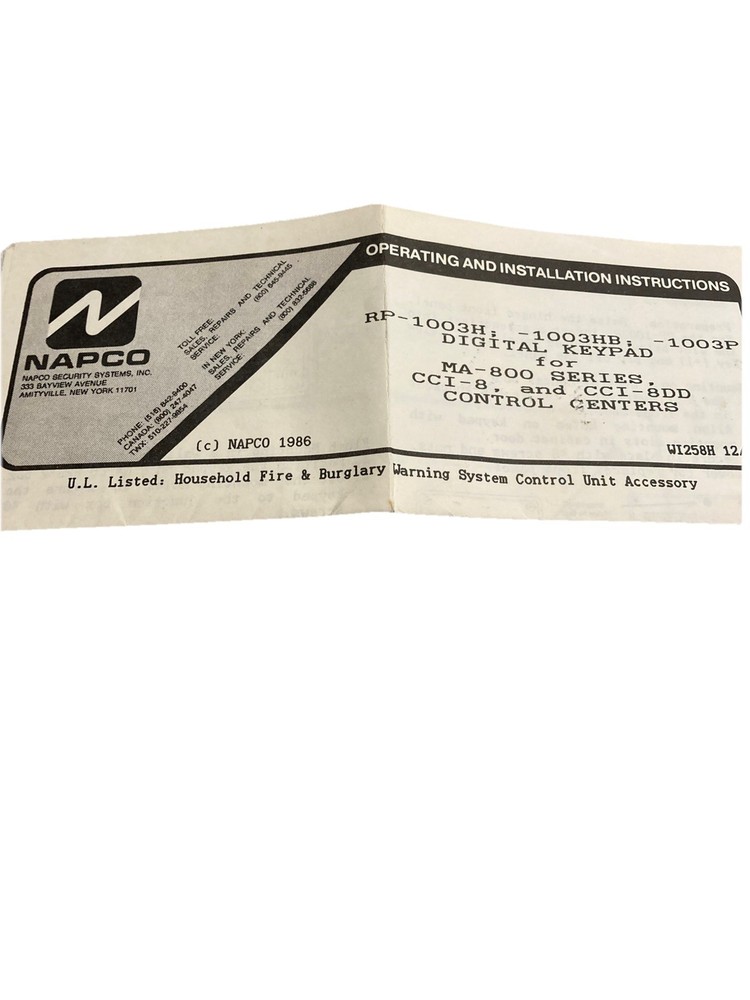 NAPCO
NAPCO SECURITY SYSTEMS, INC.
333 BAYVIEW AVENUE
AMITYVILLE, NEW YORK 11701
TOLL FREE:
SALES, REPAIRS AND TECHNICAL
SERVICE: (800) 645-9445
IN NEW YORK:
SALES, REPAIRS AND TECHNICAL
SERVICE (800) 832-5688
PHONE: (516) 842-9400
CANADA: (800) 247-4047
TWX: 510-227-9854
(c) NAPCO 1986
OPERATING AND INSTALLATION INSTRUCTIONS
RP-1003H; -1003HB; -1003P
DIGITAL KEYPAD
for
MA-800 SERIES,
CCI-8, and CCI-8DD
CONTROL CENTERS
WI258H 12/
U.L. Listed: Household Fire & Burglary Warning System Control Unit Accessory